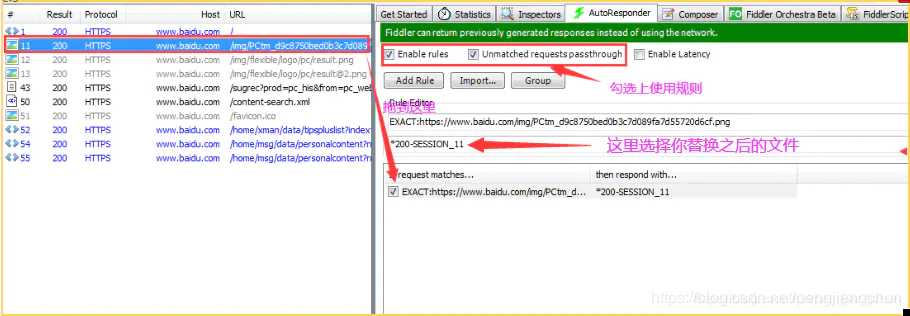 # Result Protocol Host URL
1 200 HTTPS www.baidu.com /
11 200 HTTPS www.baidu.com /img/PCtm_d9c8750bed0b3c7d089
12 200 HTTPS www.baidu.com /img/flexible/logo/pc/result.png
13 200 HTTPS www.baidu.com /img/flexible/logo/pc/result@2.png
43 200 HTTPS www.baidu.com /sugrec?prod=pc_his&from=pc_web
50 200 HTTPS www.baidu.com /content-search.xml
51 200 HTTPS www.baidu.com /favicon.ico
52 200 HTTPS www.baidu.com /home/xman/data/tipspluslist?indext
54 200 HTTPS www.baidu.com /home/msg/data/personalcontent?n
55 200 HTTPS www.baidu.com /home/msg/data/personalcontent?n
Get Started Statistics Inspectors AutoResponder Composer FO Fiddler Orchestra Beta FiddlerScrip
Fiddler can return previously generated responses instead of using the network.
Enable rules Unmatched requests passthrough Enable Latency
Add Rule Import... Group
勾选上使用规则
Rule Editor
拖到这里
EXACT:https://www.baidu.com/img/PCtm_d9c8750bed0b3c7d089fa7d55720d6cf.png
*200-SESSION_11
这里选择你替换之后的文件
request matches... then respond with...
EXACT:https://www.baidu.com/img/PCtm_d... *200-SESSION_11